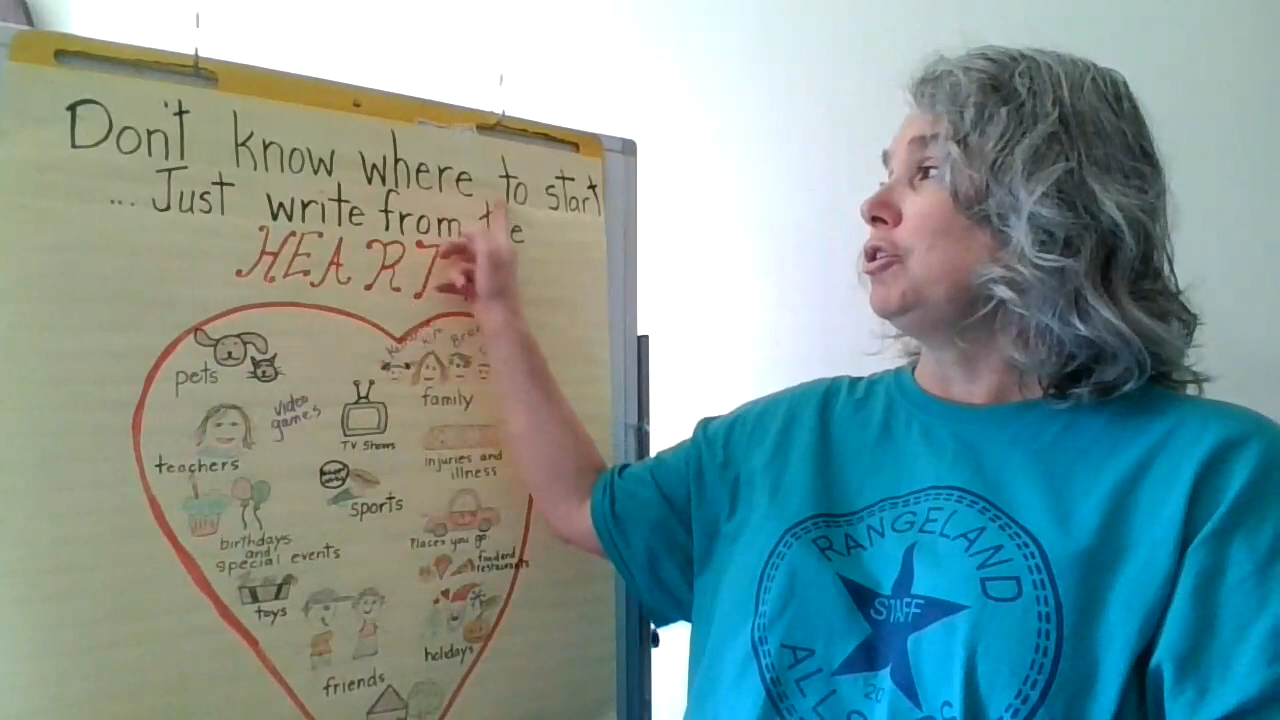 Don't know where to start
...Just write from the
HEART
pets
family
video
games
TV Shows
teachers
injuries and
illness
sports
Places you go
birthdays
and
special events
food and
restaurants
toys
holidays
friends
RANGELAND
STAFF
20